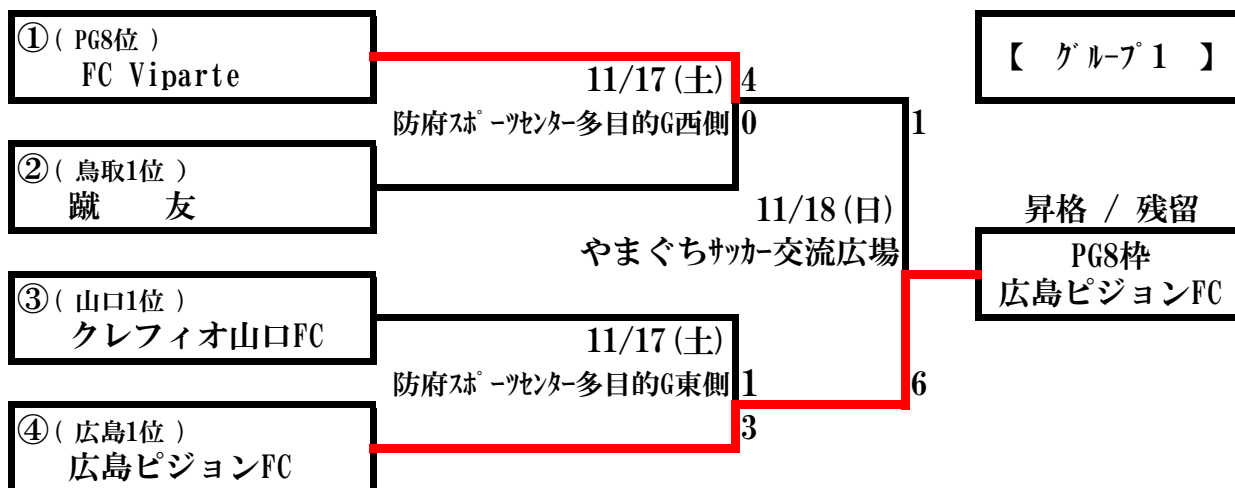 ①( PG8位 )
FC Viparte
【 グループ1 】
11/17(土) 4
防府スポーツセンター多目的G西側 0
1
②( 鳥取1位 )
蹴 友
11/18(日)
やまぐちサッカー交流広場
昇格 / 残留
PG8枠
広島ピジョンFC
③( 山口1位 )
クレフィオ山口FC
11/17(土)
防府スポーツセンター多目的G東側 1
6
3
④( 広島1位 )
広島ピジョンFC